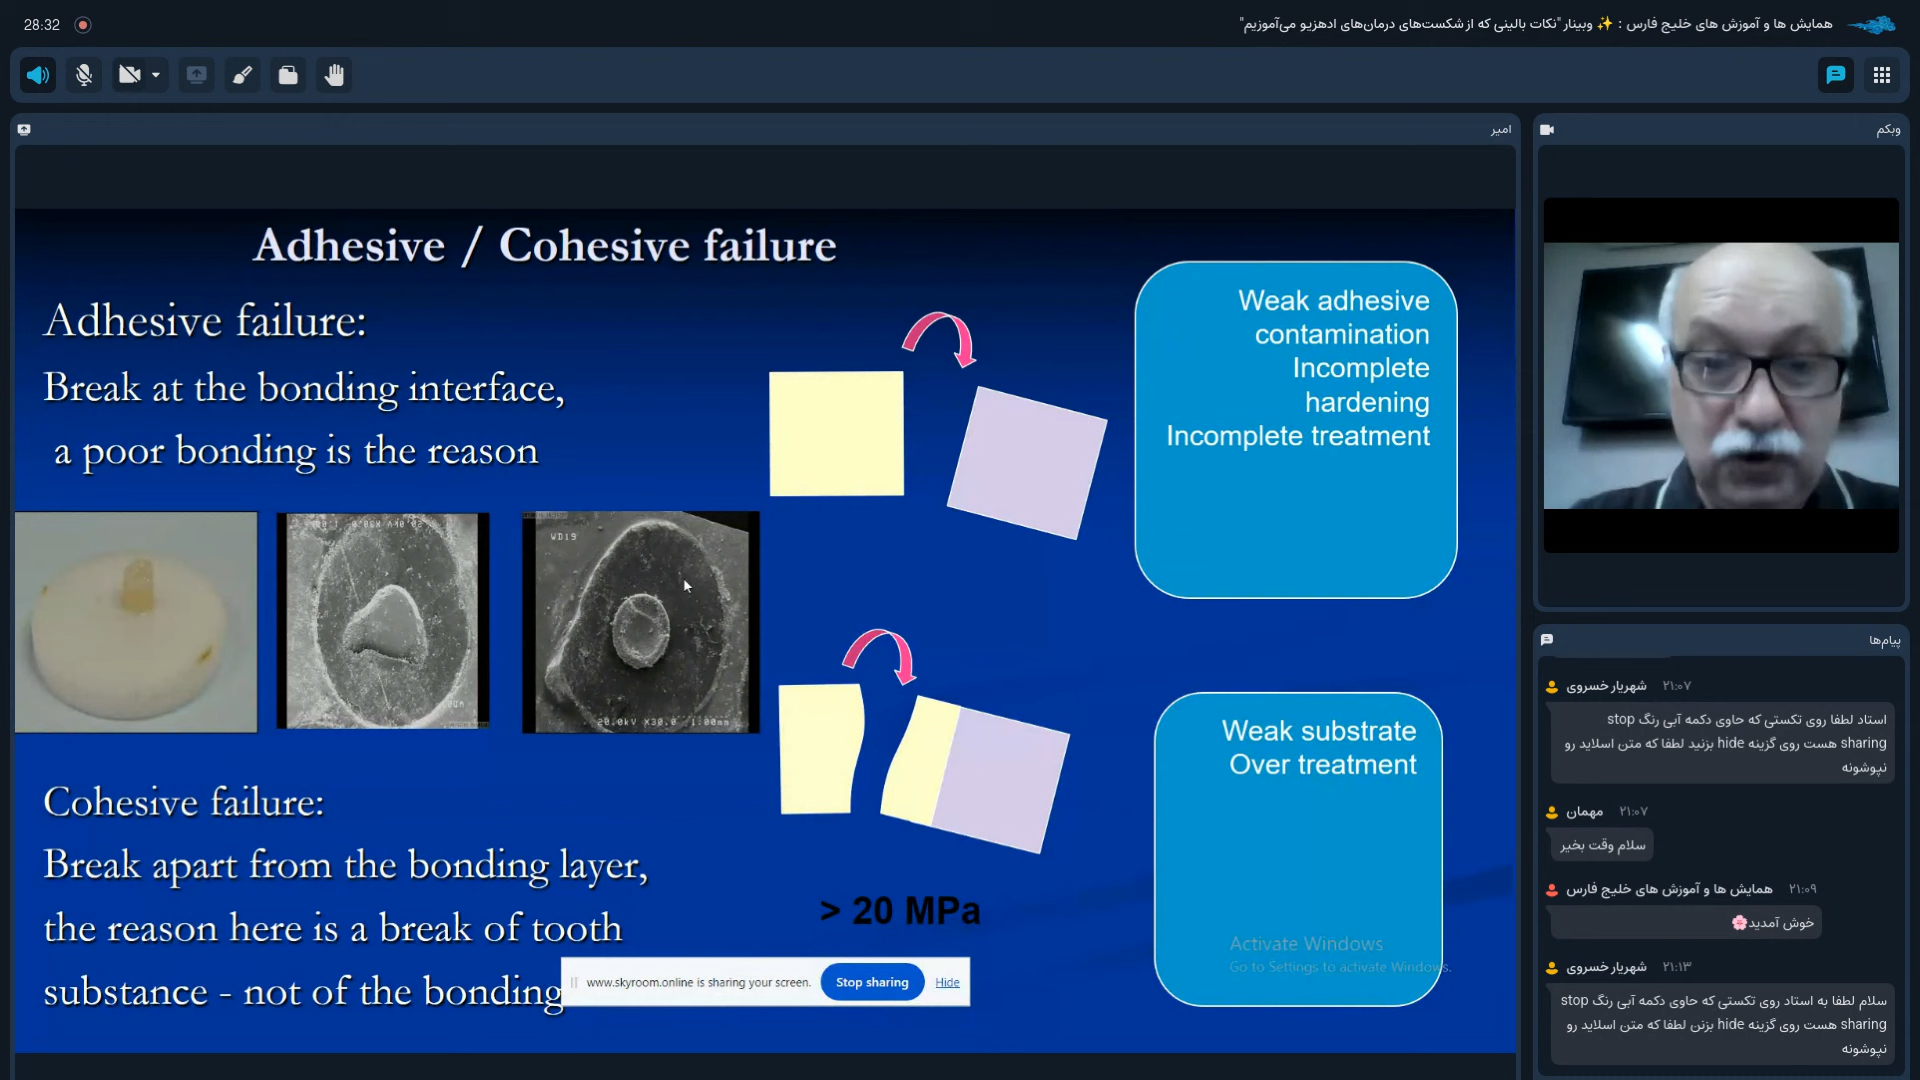 28:32
همایش ها و آموزش های خلیج فارس : ✨ وبینار "نکات بالینی که از شکست‌های درمان‌های ادهزیو می‌آموزیم"
امیر
Adhesive / Cohesive failure
Adhesive failure:
Break at the bonding interface,
a poor bonding is the reason
Weak adhesive
contamination
Incomplete
hardening
Incomplete treatment
WD19
20.0kV X30.0 1.00mm
Cohesive failure:
Break apart from the bonding layer,
the reason here is a break of tooth
substance - not of the bonding
Weak substrate
Over treatment
> 20 MPa
Activate Windows
Go to Settings to activate Windows.
www.skyroom.online is sharing your screen.
Stop sharing
Hide
وبکم
پیام‌ها
شهریار خسروی ۲۱:۰۷
استاد لطفا روی تکستی که حاوی دکمه آبی رنگ stop
sharing هست روی گزینه hide بزنید لطفا که متن اسلاید رو
نپوشونه
مهمان ۲۱:۰۷
سلام وقت بخیر
همایش ها و آموزش های خلیج فارس ۲۱:۰۹
خوش آمدید🌸
شهریار خسروی ۲۱:۱۳
سلام لطفا به استاد روی تکستی که حاوی دکمه آبی رنگ stop
sharing هست روی گزینه hide بزنن لطفا که متن اسلاید رو
نپوشونه